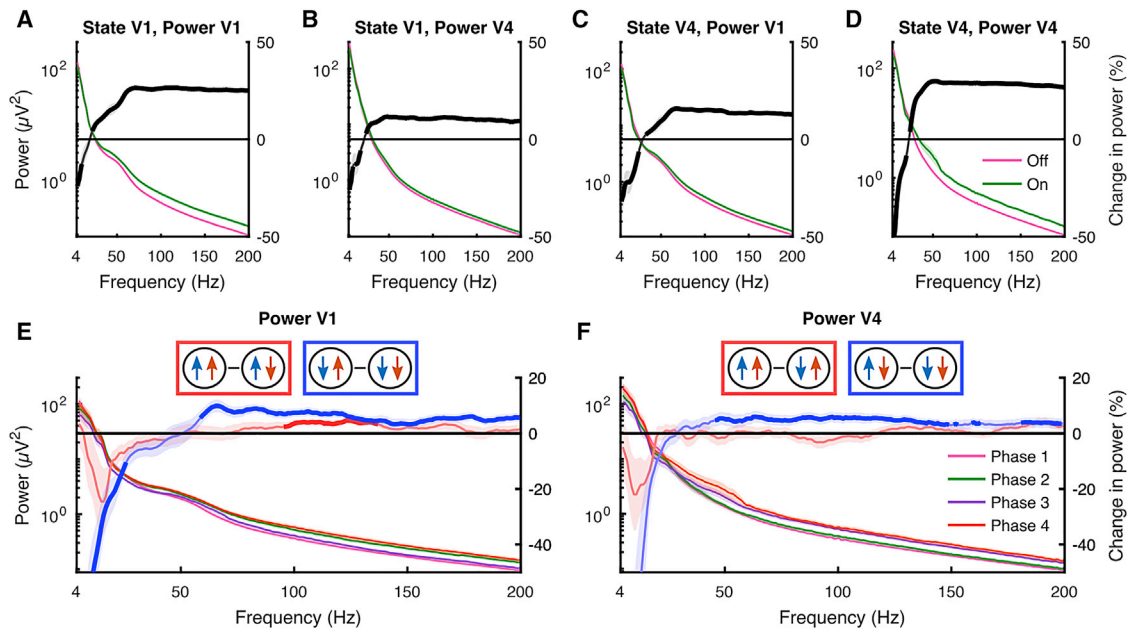 A
State V1, Power V1
B
State V1, Power V4
C
State V4, Power V1
D
State V4, Power V4
Power (µV²)
10²
10⁰
50
0
-50
4
50
100
150
200
Frequency (Hz)
10²
10⁰
50
0
-50
4
50
100
150
200
Frequency (Hz)
10²
10⁰
50
0
-50
4
50
100
150
200
Frequency (Hz)
10²
10⁰
Off
On
50
0
-50
4
50
100
150
200
Frequency (Hz)
Change in power (%)
E
Power V1
Power (µV²)
10²
10⁰
20
0
-20
-40
4
50
100
150
200
Frequency (Hz)
F
Power V4
10²
10⁰
Phase 1
Phase 2
Phase 3
Phase 4
20
0
-20
-40
4
50
100
150
200
Frequency (Hz)
Change in power (%)